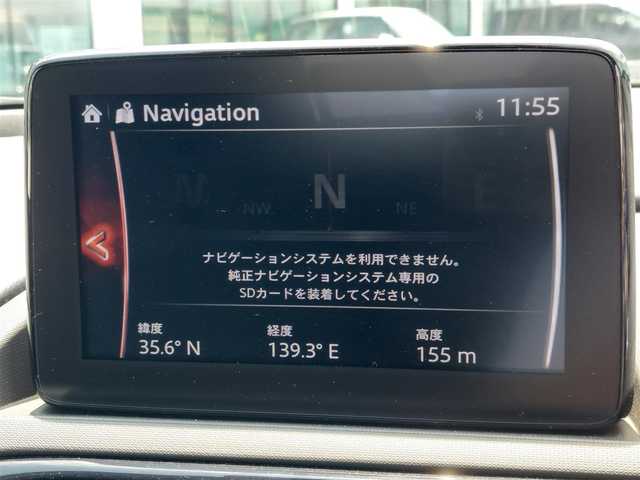 Navigation 11:55
W NW N NE E
ナビゲーションシステムを利用できません。
純正ナビゲーションシステム専用の
SDカードを装着してください。
緯度 経度 高度
35.6° N 139.3° E 155 m